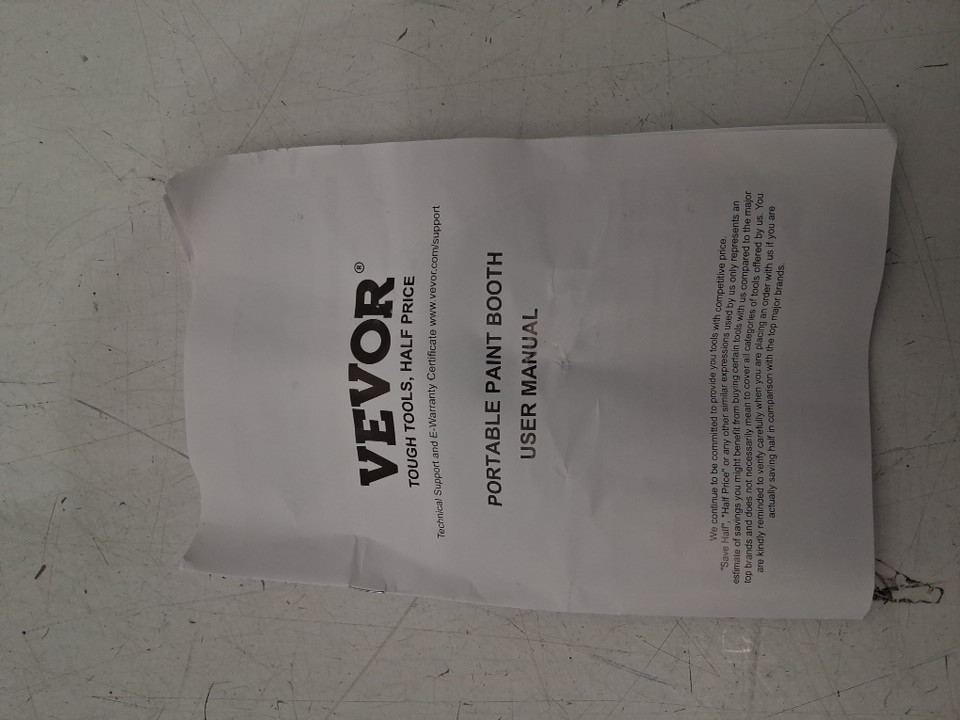 VEVOR®
TOUGH TOOLS, HALF PRICE
Technical Support and E-Warranty Certificate www.vevor.com/support
PORTABLE PAINT BOOTH
USER MANUAL
We continue to be committed to provide you tools with competitive price.
"Save Half", "Half Price" or any other similar expressions used by us only represents an
estimate of savings you might benefit from buying certain tools with us compared to the major
top brands and does not necessarily mean to cover all categories of tools offered by us. You
are kindly reminded to verify carefully when you are placing an order with us if you are
actually saving half in comparison with the top major brands.